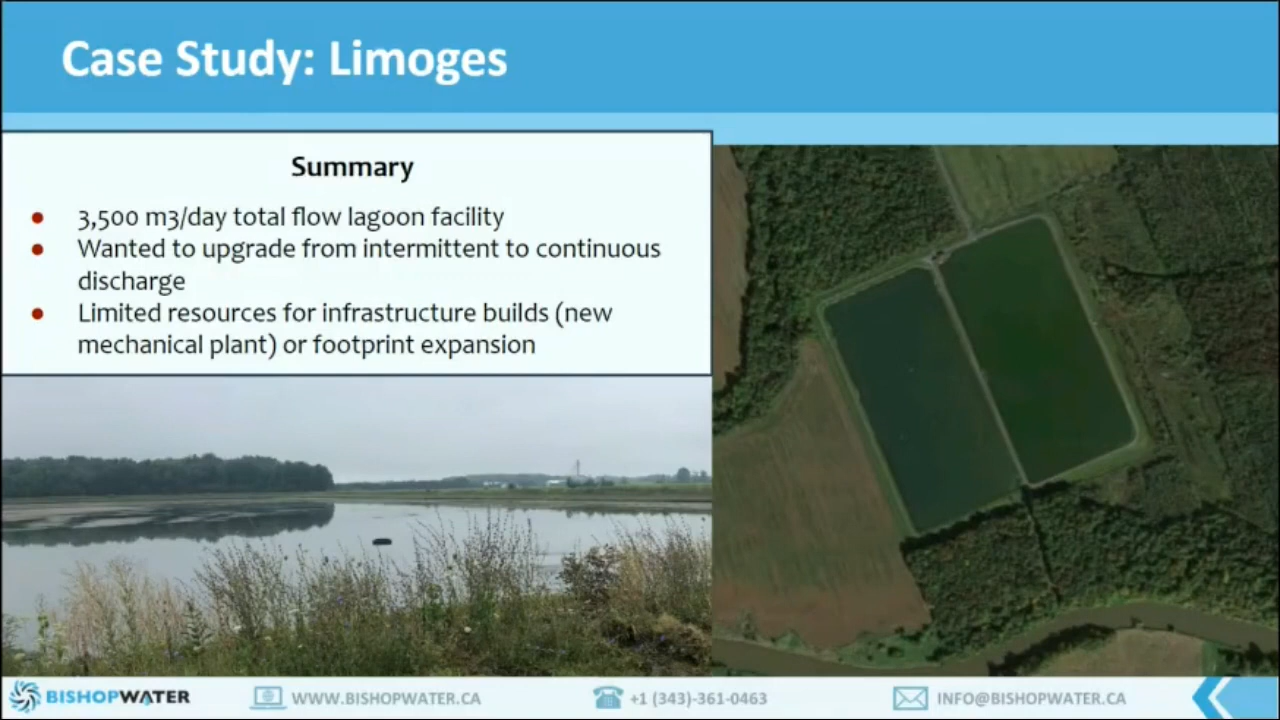 Case Study: Limoges
Summary
● 3,500 m3/day total flow lagoon facility
● Wanted to upgrade from intermittent to continuous
discharge
● Limited resources for infrastructure builds (new
mechanical plant) or footprint expansion
BISHOPWATER
WWW.BISHOPWATER.CA
+1 (343)-361-0463
INFO@BISHOPWATER.CA